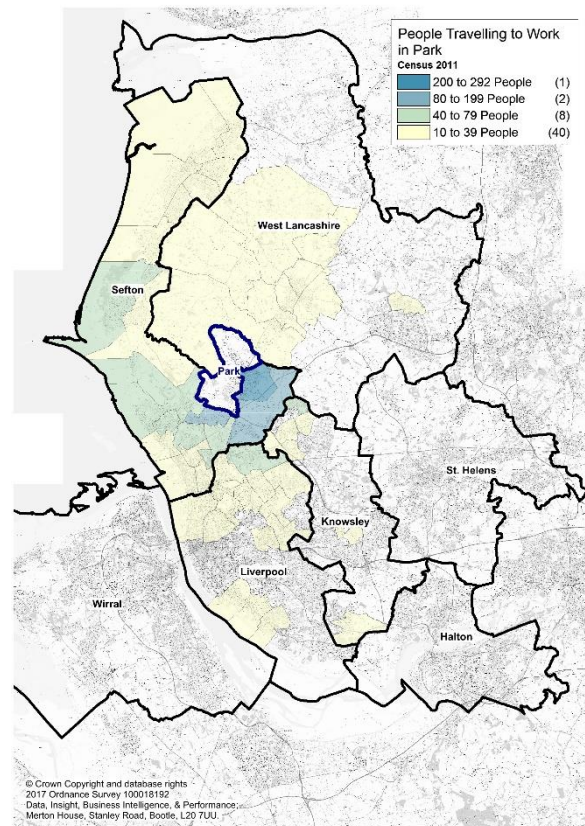 People Travelling to Work
in Park
Census 2011
200 to 292 People (1)
80 to 199 People (2)
40 to 79 People (8)
10 to 39 People (40)
West Lancashire
Sefton
Park
St. Helens
Knowsley
Liverpool
Wirral
Halton
© Crown Copyright and database rights
2017 Ordnance Survey 100018192
Data, Insight, Business Intelligence, & Performance;
Merton House, Stanley Road, Bootle, L20 7UU.